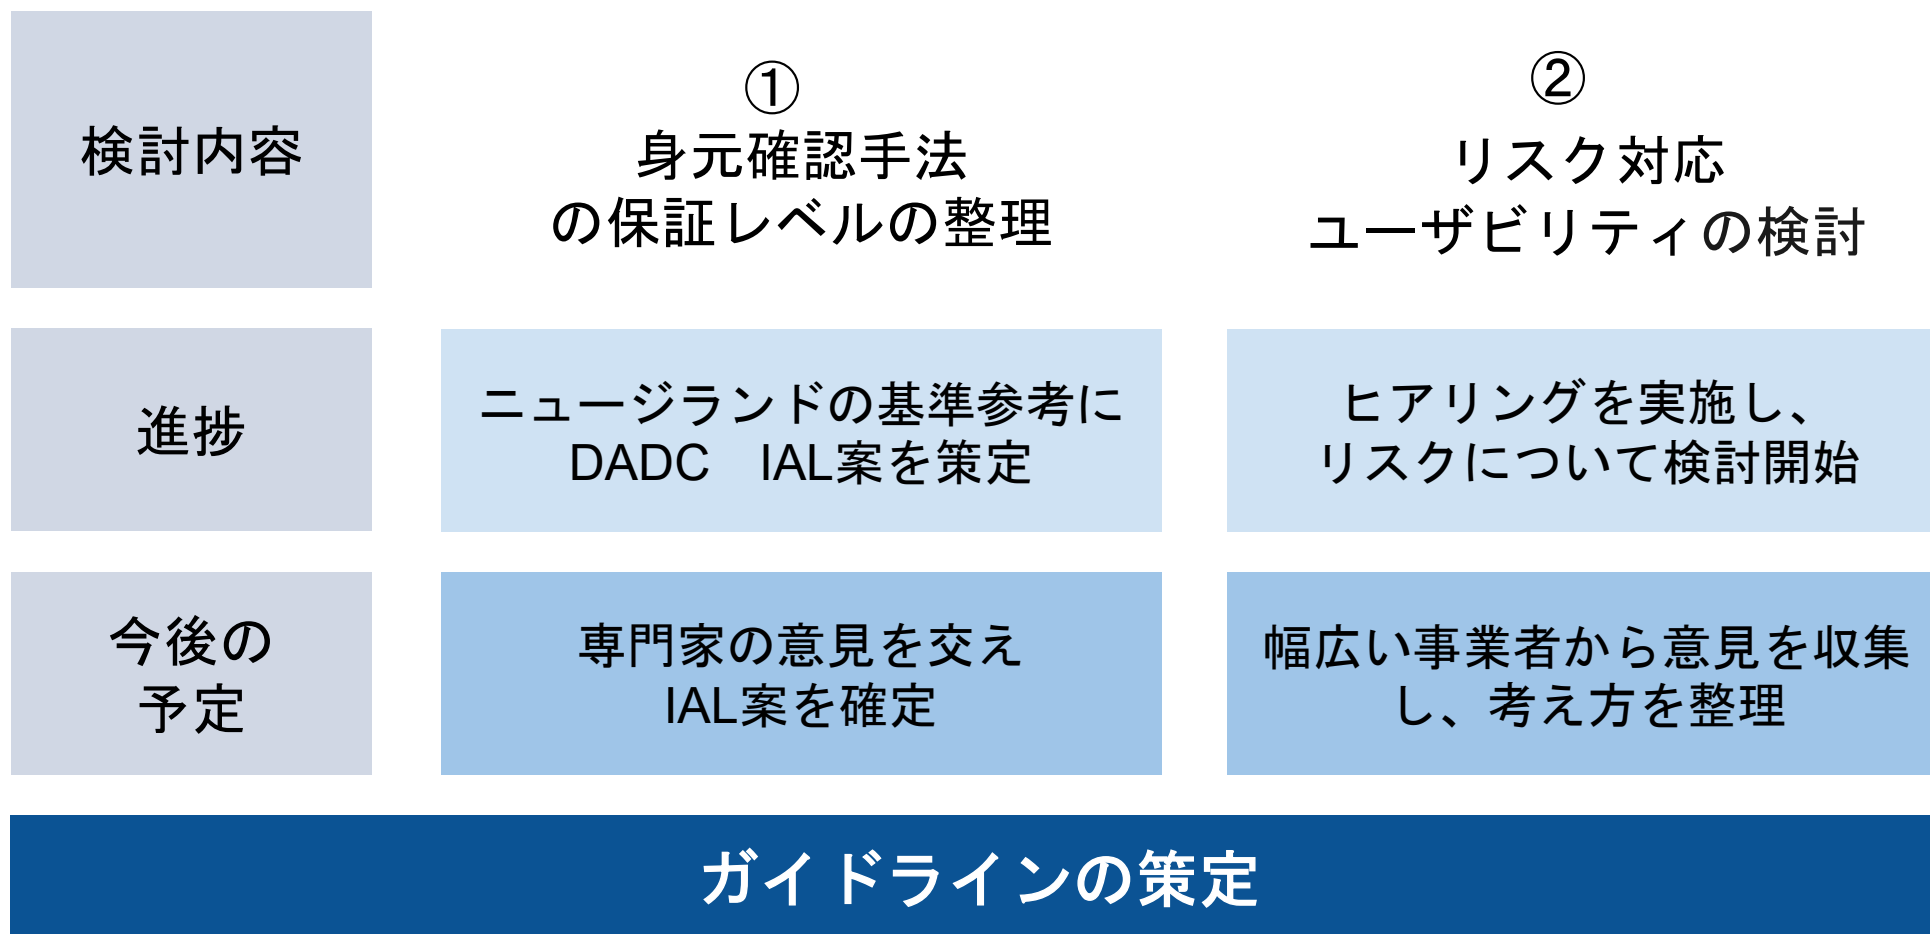 検討内容
①
身元確認手法
の保証レベルの整理
②
リスク対応
ユーザビリティの検討
進捗
ニュージランドの基準参考に
DADC　IAL案を策定
ヒアリングを実施し、
リスクについて検討開始
今後の
予定
専門家の意見を交え
IAL案を確定
幅広い事業者から意見を収集
し、考え方を整理
ガイドラインの策定